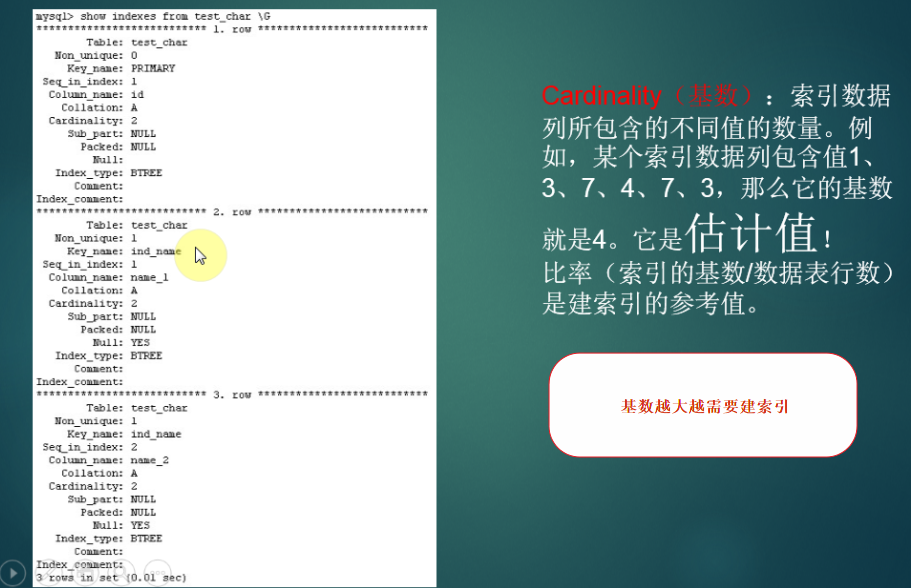 mysql> show indexes from test_char \G
*************************** 1. row ***************************
Table: test_char
Non_unique: 0
Key_name: PRIMARY
Seq_in_index: 1
Column_name: id
Collation: A
Cardinality: 2
Sub_part: NULL
Packed: NULL
Null:
Index_type: BTREE
Comment:
Index_comment:
*************************** 2. row ***************************
Table: test_char
Non_unique: 1
Key_name: ind_name
Seq_in_index: 1
Column_name: name_1
Collation: A
Cardinality: 2
Sub_part: NULL
Packed: NULL
Null: YES
Index_type: BTREE
Comment:
Index_comment:
*************************** 3. row ***************************
Table: test_char
Non_unique: 1
Key_name: ind_name
Seq_in_index: 2
Column_name: name_2
Collation: A
Cardinality: 2
Sub_part: NULL
Packed: NULL
Null: YES
Index_type: BTREE
Comment:
Index_comment:
3 rows in set (0.01 sec)
Cardinality（基数）：索引数据
列所包含的不同值的数量。例
如，某个索引数据列包含值1、
3、7、4、7、3，那么它的基数
就是4。它是估计值！
比率（索引的基数/数据表行数）
是建索引的参考值。
基数越大越需要建索引